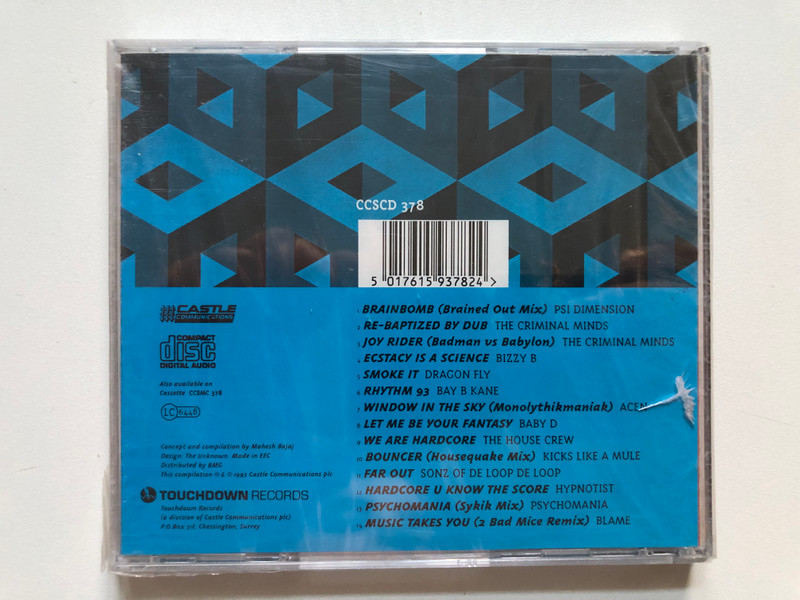 CCSCD 378
5 017615 937824 >
CASTLE
COMMUNICATIONS
COMPACT
disc
DIGITAL AUDIO
Also available on
Cassette CCSMC 378
LC 6448
Concept and compilation by Mahesh Bajaj
Design: The Unknown Made in EEC
Distributed by BMG
This compilation ℗ & © 1993 Castle Communications plc
TOUCHDOWN RECORDS
Touchdown Records
(a division of Castle Communications plc)
P.O Box 311, Chessington, Surrey
1 BRAINBOMB (Brained Out Mix) PSI DIMENSION
2 RE-BAPTIZED BY DUB THE CRIMINAL MINDS
3 JOY RIDER (Badman vs Babylon) THE CRIMINAL MINDS
4 ECSTACY IS A SCIENCE BIZZY B
5 SMOKE IT DRAGON FLY
6 RHYTHM 93 BAY B KANE
7 WINDOW IN THE SKY (Monolythikmaniak) ACEN
8 LET ME BE YOUR FANTASY BABY D
9 WE ARE HARDCORE THE HOUSE CREW
10 BOUNCER (Housequake Mix) KICKS LIKE A MULE
11 FAR OUT SONZ OF DE LOOP DE LOOP
12 HARDCORE U KNOW THE SCORE HYPNOTIST
13 PSYCHOMANIA (Sykik Mix) PSYCHOMANIA
14 MUSIC TAKES YOU (2 Bad Mice Remix) BLAME